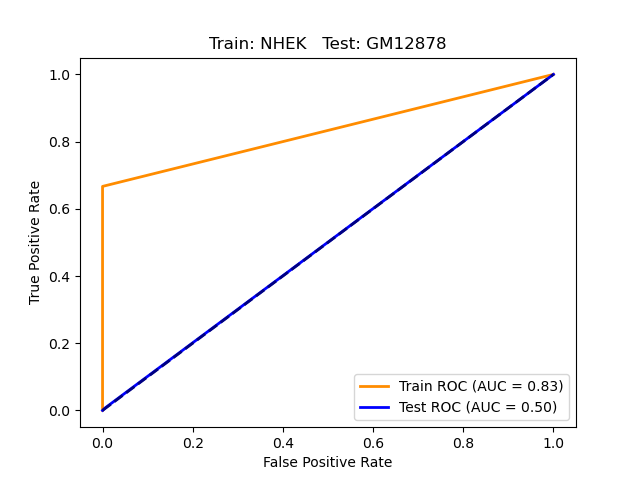 Train: NHEK   Test: GM12878
1.0
0.8
0.6
0.4
0.2
0.0
True Positive Rate
Train ROC (AUC = 0.83)
Test ROC (AUC = 0.50)
0.0 0.2 0.4 0.6 0.8 1.0
False Positive Rate